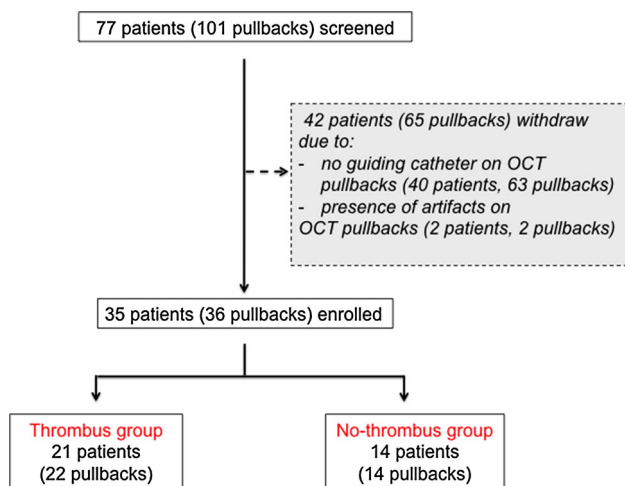 77 patients (101 pullbacks) screened
42 patients (65 pullbacks) withdraw
due to:
- no guiding catheter on OCT
pullbacks (40 patients, 63 pullbacks)
- presence of artifacts on
OCT pullbacks (2 patients, 2 pullbacks)
35 patients (36 pullbacks) enrolled
Thrombus group
21 patients
(22 pullbacks)
No-thrombus group
14 patients
(14 pullbacks)